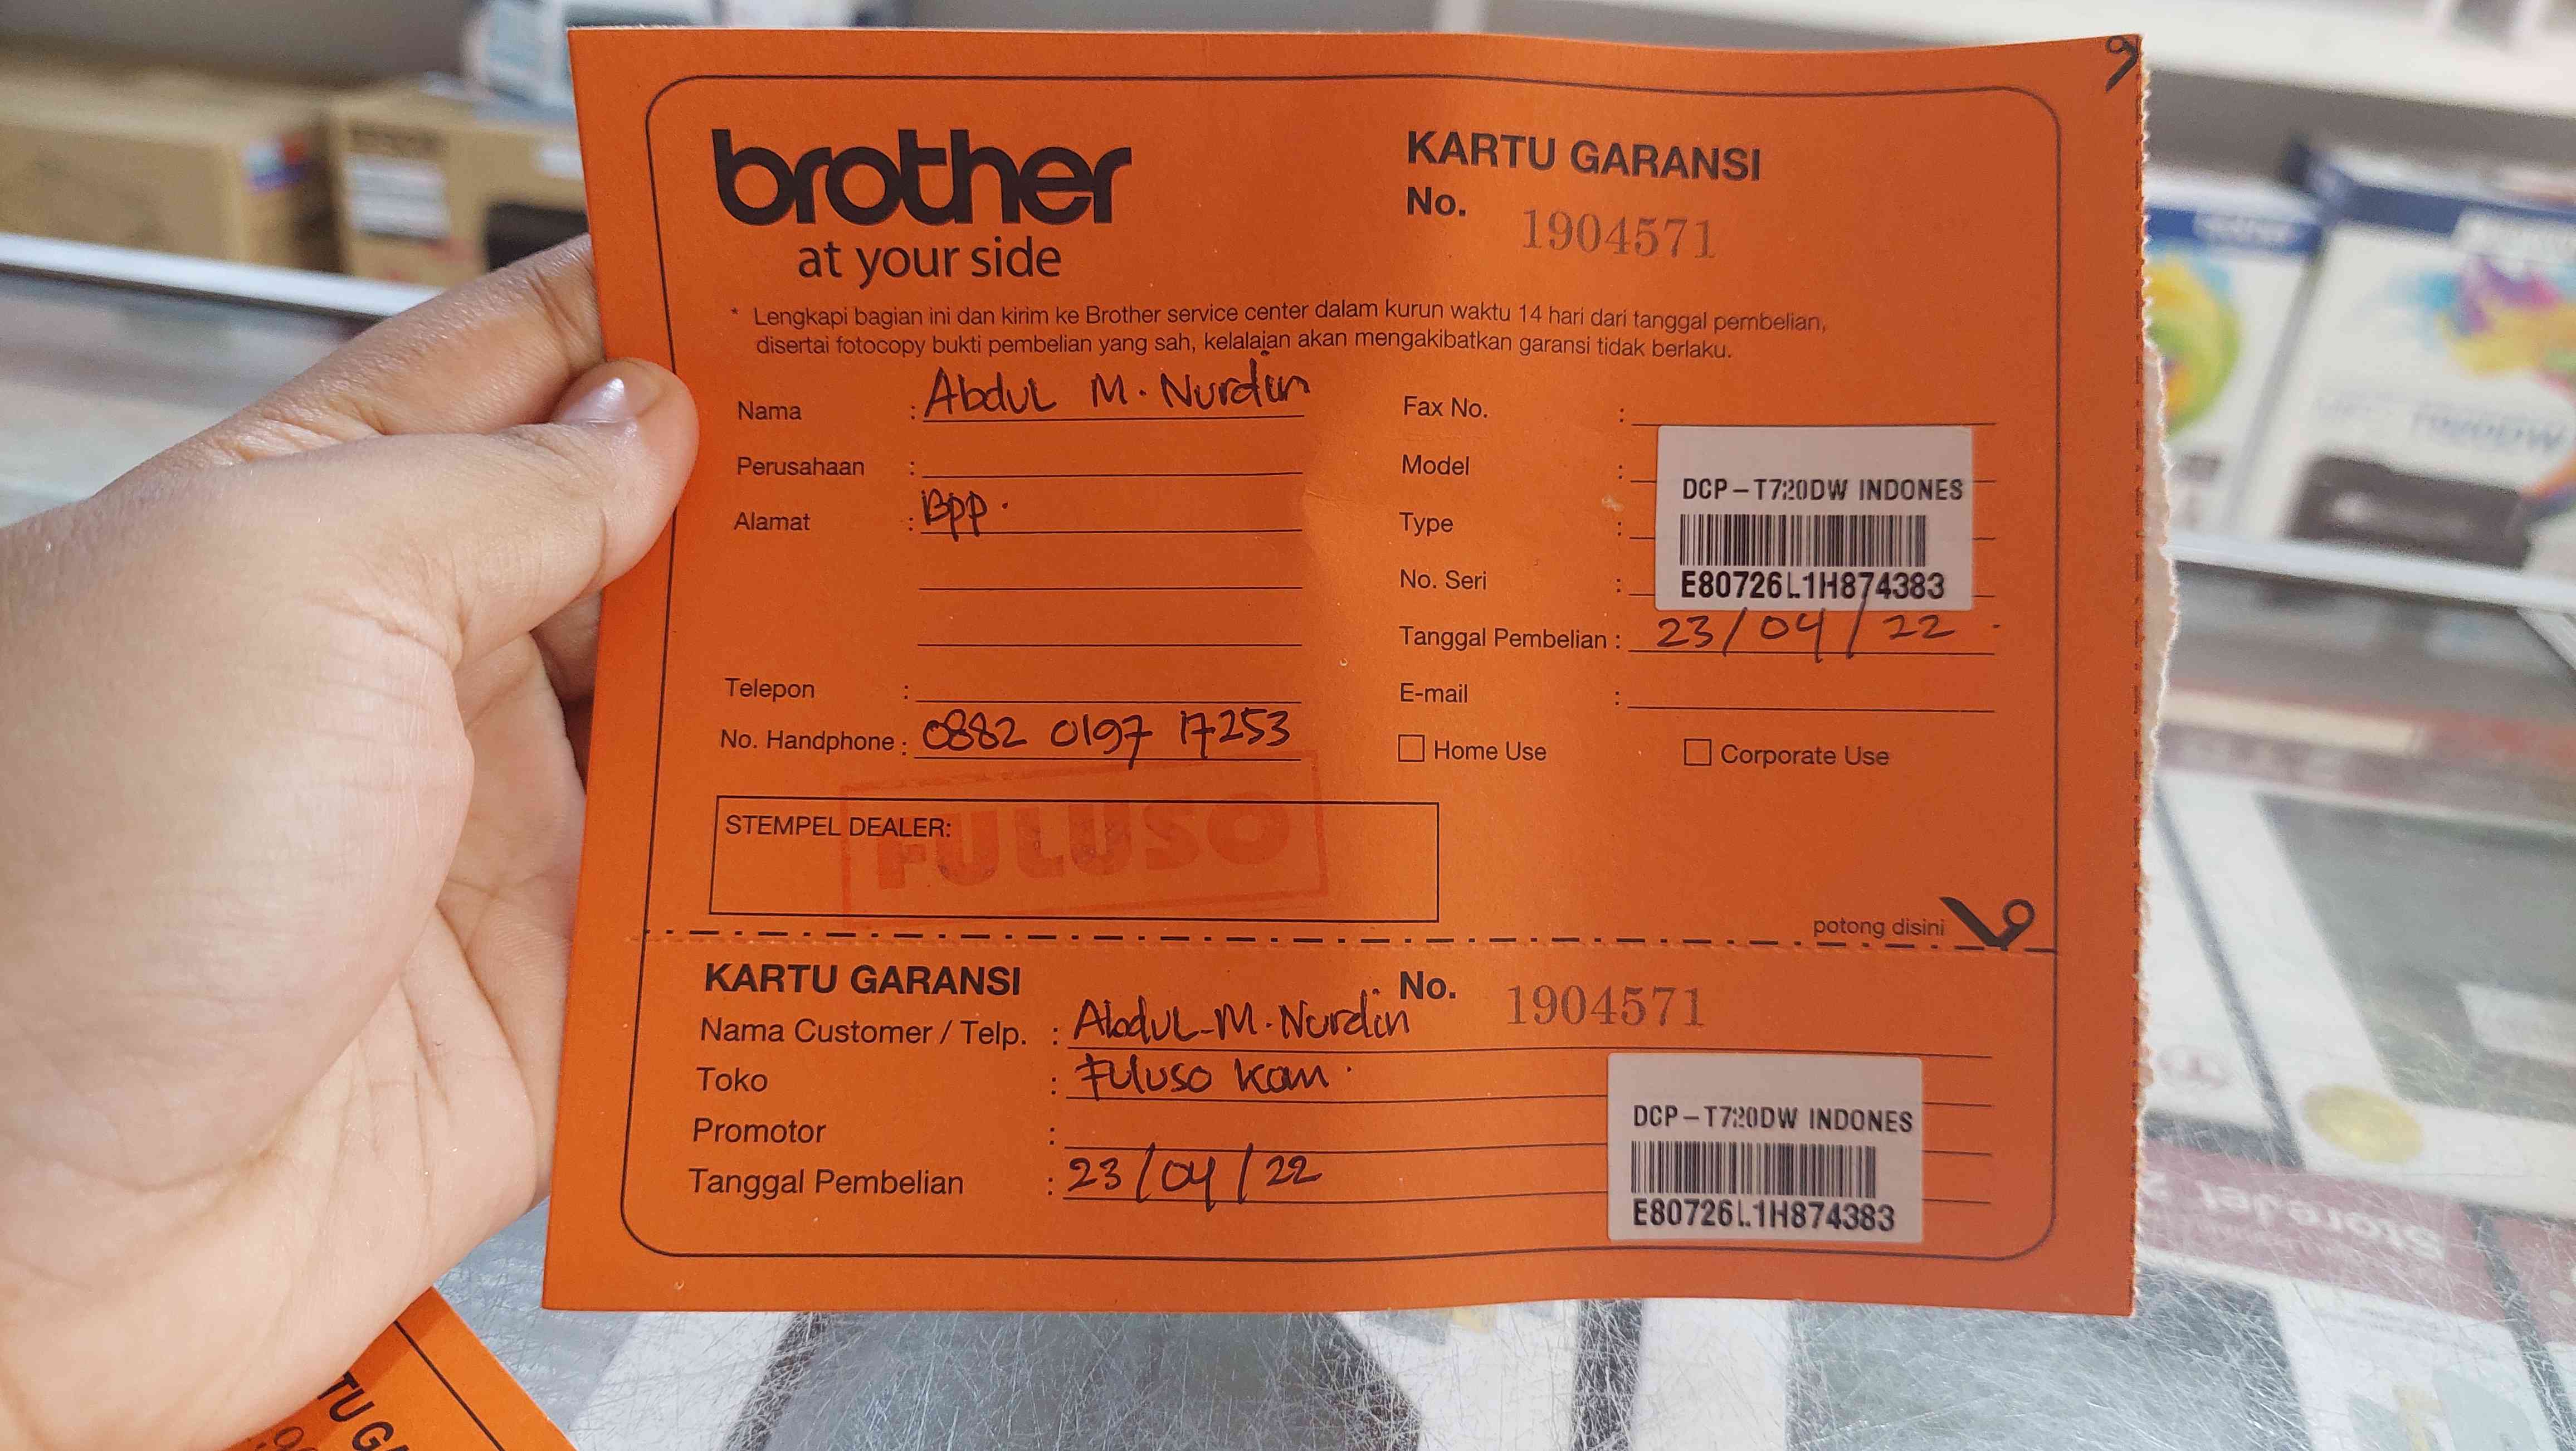 brother
at your side
KARTU GARANSI
No. 1904571
* Lengkapi bagian ini dan kirim ke Brother service center dalam kurun waktu 14 hari dari tanggal pembelian,
disertai fotocopy bukti pembelian yang sah, kelalaian akan mengakibatkan garansi tidak berlaku.
Nama : Abdul M. Nurdin
Perusahaan :
Alamat : Bpp.
Telepon :
No. Handphone : 0882 0197 17253
Fax No. :
Model :
DCP-T720DW INDONES
Type :
No. Seri :
E80726L1H874383
Tanggal Pembelian : 23/04/22
E-mail :
Home Use
Corporate Use
STEMPEL DEALER:
FULUSO
potong disini
KARTU GARANSI
No. 1904571
Nama Customer / Telp. : Abdul M. Nurdin
Toko : Fuluso Kom.
Promotor :
Tanggal Pembelian : 23/04/22
DCP-T720DW INDONES
E80726L1H874383
TU GA
StoreJet